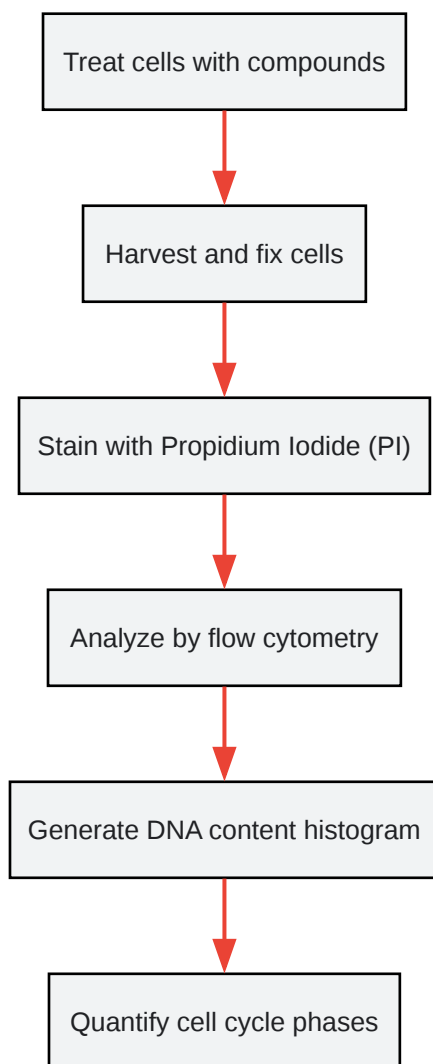 Treat cells with compounds
Harvest and fix cells
Stain with Propidium Iodide (PI)
Analyze by flow cytometry
Generate DNA content histogram
Quantify cell cycle phases